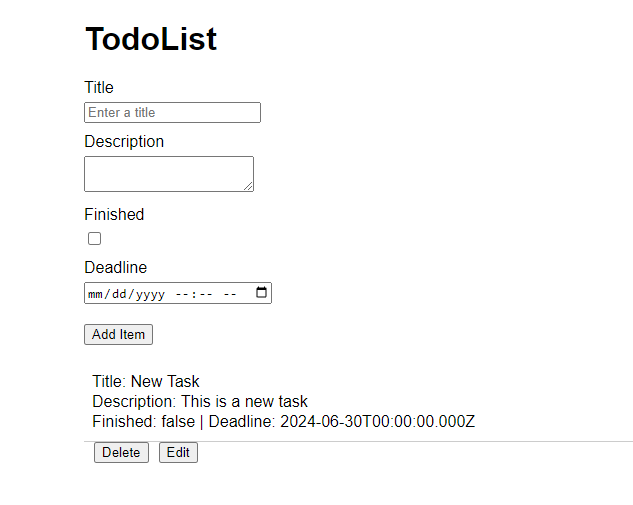 TodoList
Title
Enter a title
Description
Finished
Deadline
mm/dd/yyyy --:-- --
Add Item
Title: New Task
Description: This is a new task
Finished: false | Deadline: 2024-06-30T00:00:00.000Z
Delete Edit